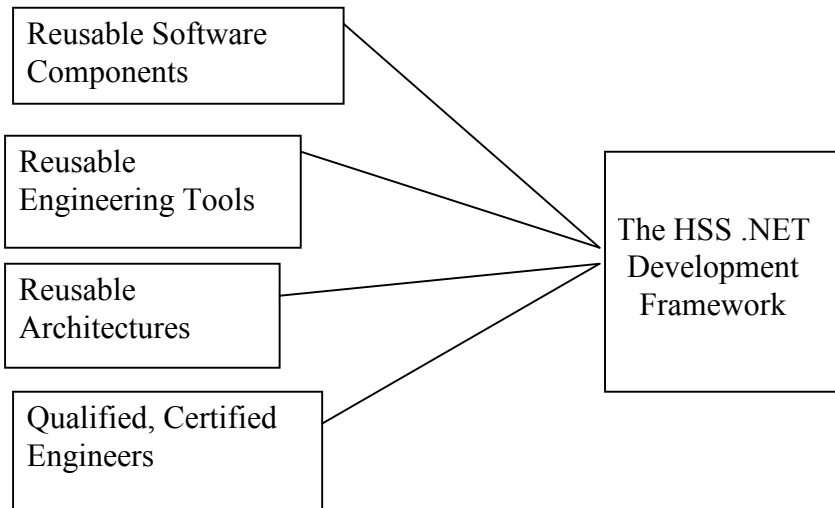 Reusable Software
Components
Reusable
Engineering Tools
Reusable
Architectures
Qualified, Certified
Engineers
The HSS .NET
Development
Framework